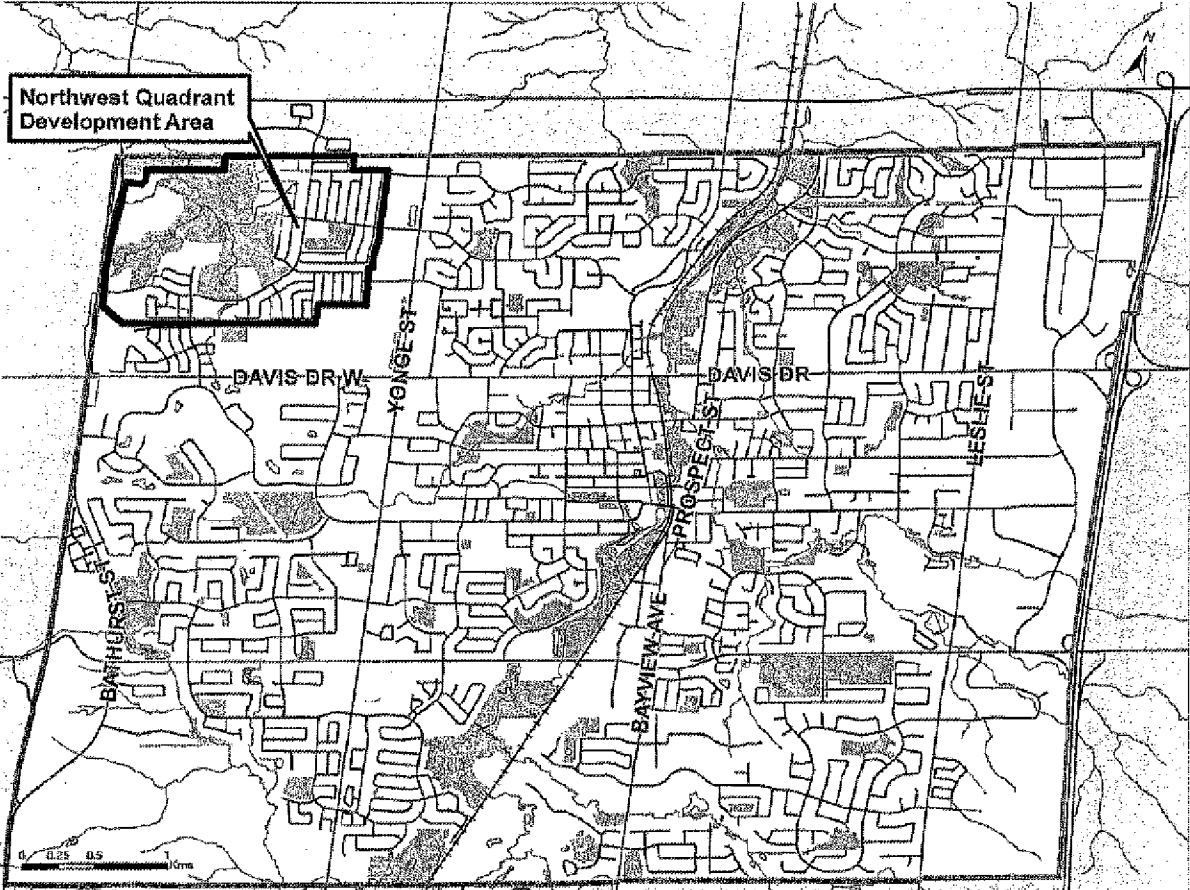 N
Northwest Quadrant
Development Area
DAVIS DR W
YONGE ST
DAVIS DR
PROSPECT ST
LESLIE ST
BATHURST ST
BAYVIEW AVE
0 0.25 0.5 1
Kms